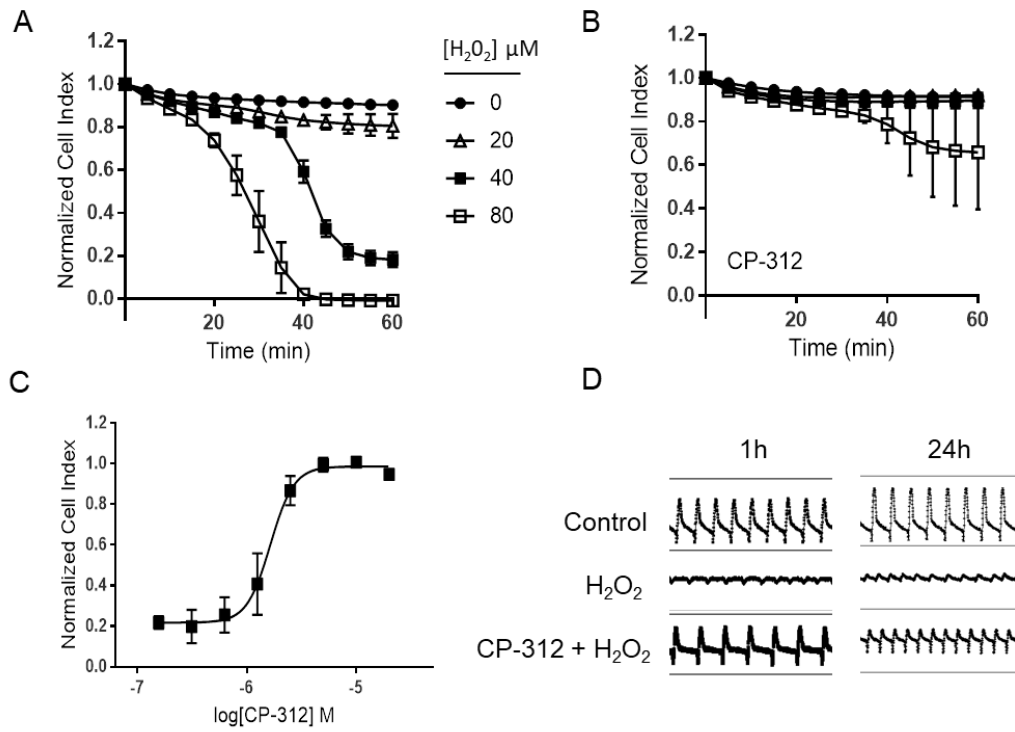 A
[H₂0₂] μM
0
20
40
80
Normalized Cell Index
1.2
1.0
0.8
0.6
0.4
0.2
0.0
20
40
60
Time (min)
B
Normalized Cell Index
1.2
1.0
0.8
0.6
0.4
0.2
0.0
CP-312
20
40
60
Time (min)
C
Normalized Cell Index
1.2
1.0
0.8
0.6
0.4
0.2
0.0
-7
-6
-5
log[CP-312] M
D
1h
24h
Control
H₂O₂
CP-312 + H₂O₂